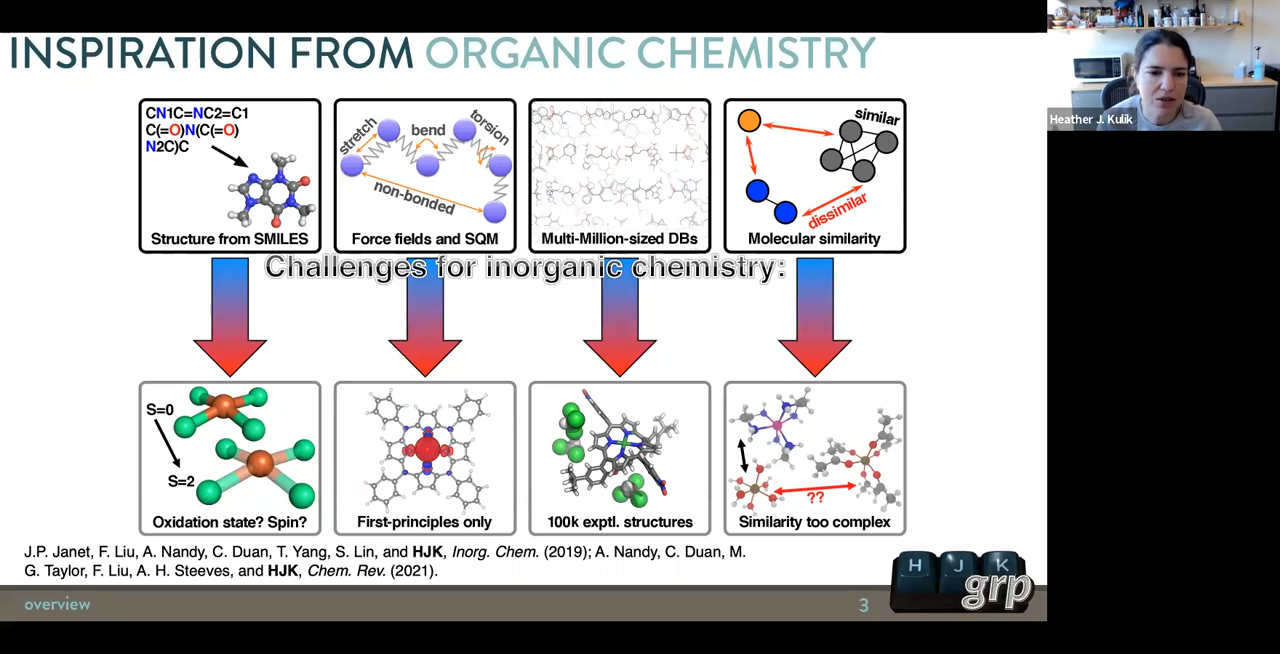 INSPIRATION FROM ORGANIC CHEMISTRY
Heather J. Kulik
CN1C=NC2=C1
C(=O)N(C(=O)
N2C)C
Structure from SMILES
stretch
bend
torsion
non-bonded
Force fields and SQM
Multi-Million-sized DBs
similar
dissimilar
Molecular similarity
Challenges for inorganic chemistry:
S=0
S=2
Oxidation state? Spin?
First-principles only
100k exptl. structures
??
Similarity too complex
J.P. Janet, F. Liu, A. Nandy, C. Duan, T. Yang, S. Lin, and HJK, Inorg. Chem. (2019); A. Nandy, C. Duan, M.
G. Taylor, F. Liu, A. H. Steeves, and HJK, Chem. Rev. (2021).
H J K
grp
overview
3